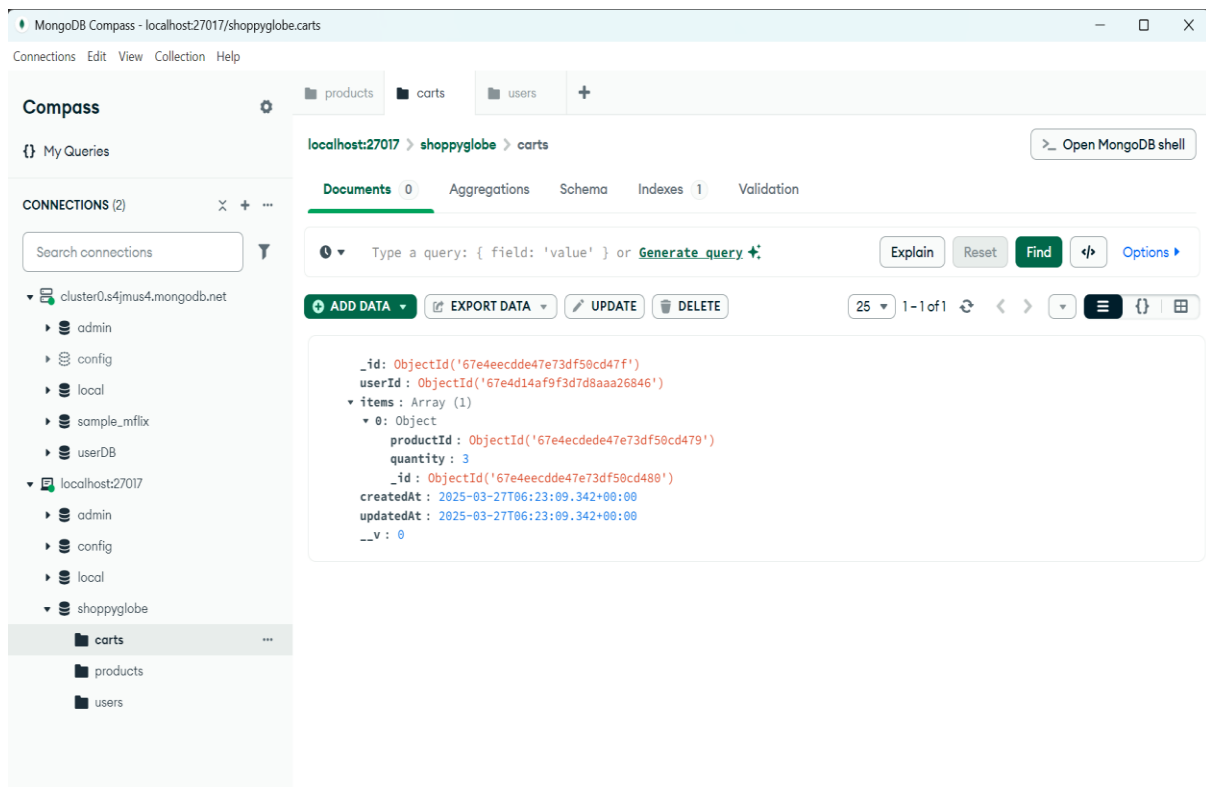 MongoDB Compass - localhost:27017/shoppyglobe.carts
Connections Edit View Collection Help
Compass
{} My Queries
CONNECTIONS (2)
Search connections
cluster0.s4jmus4.mongodb.net
admin
config
local
sample_mflix
userDB
localhost:27017
admin
config
local
shoppyglobe
carts
products
users
products carts users
localhost:27017 > shoppyglobe > carts
>_ Open MongoDB shell
Documents 0 Aggregations Schema Indexes 1 Validation
Type a query: { field: 'value' } or Generate query
Explain Reset Find </> Options
ADD DATA EXPORT DATA UPDATE DELETE
25 1-1 of 1 {}
_id: ObjectId('67e4eecdde47e73df50cd47f')
userId : ObjectId('67e4d14af9f3d7d8aaa26846')
items : Array (1)
0: Object
productId : ObjectId('67e4ecdede47e73df50cd479')
quantity : 3
_id : ObjectId('67e4eecdde47e73df50cd480')
createdAt : 2025-03-27T06:23:09.342+00:00
updatedAt : 2025-03-27T06:23:09.342+00:00
__v : 0